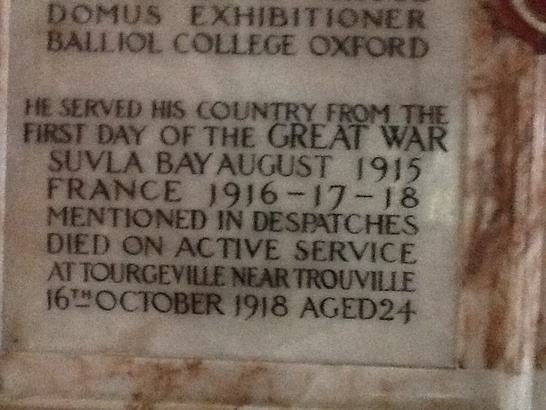 DOMUS EXHIBITIONER
BALLIOL COLLEGE OXFORD
HE SERVED HIS COUNTRY FROM THE
FIRST DAY OF THE GREAT WAR
SUVLA BAY AUGUST 1915
FRANCE 1916-17-18
MENTIONED IN DESPATCHES
DIED ON ACTIVE SERVICE
AT TOURGEVILLE NEAR TROUVILLE
16TH OCTOBER 1918 AGED 24